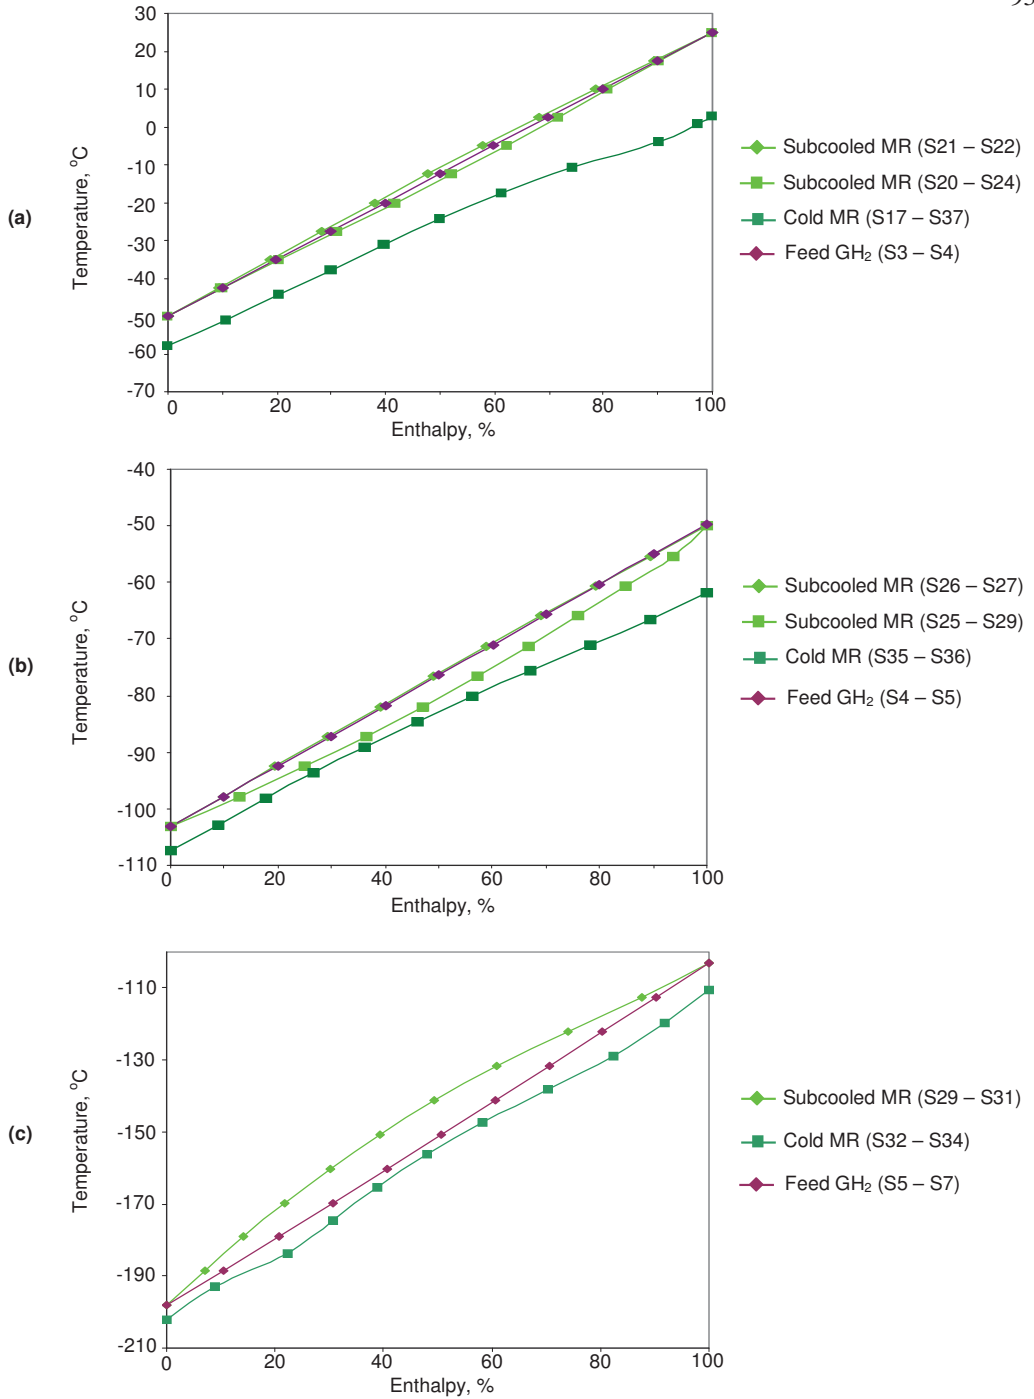 (a)
Temperature, °C
30
20
10
0
-10
-20
-30
-40
-50
-60
-70
0 20 40 60 80 100
Enthalpy, %
Subcooled MR (S21 – S22)
Subcooled MR (S20 – S24)
Cold MR (S17 – S37)
Feed GH₂ (S3 – S4)
(b)
Temperature, °C
-40
-50
-60
-70
-80
-90
-100
-110
0 20 40 60 80 100
Enthalpy, %
Subcooled MR (S26 – S27)
Subcooled MR (S25 – S29)
Cold MR (S35 – S36)
Feed GH₂ (S4 – S5)
(c)
Temperature, °C
-110
-130
-150
-170
-190
-210
0 20 40 60 80 100
Enthalpy, %
Subcooled MR (S29 – S31)
Cold MR (S32 – S34)
Feed GH₂ (S5 – S7)